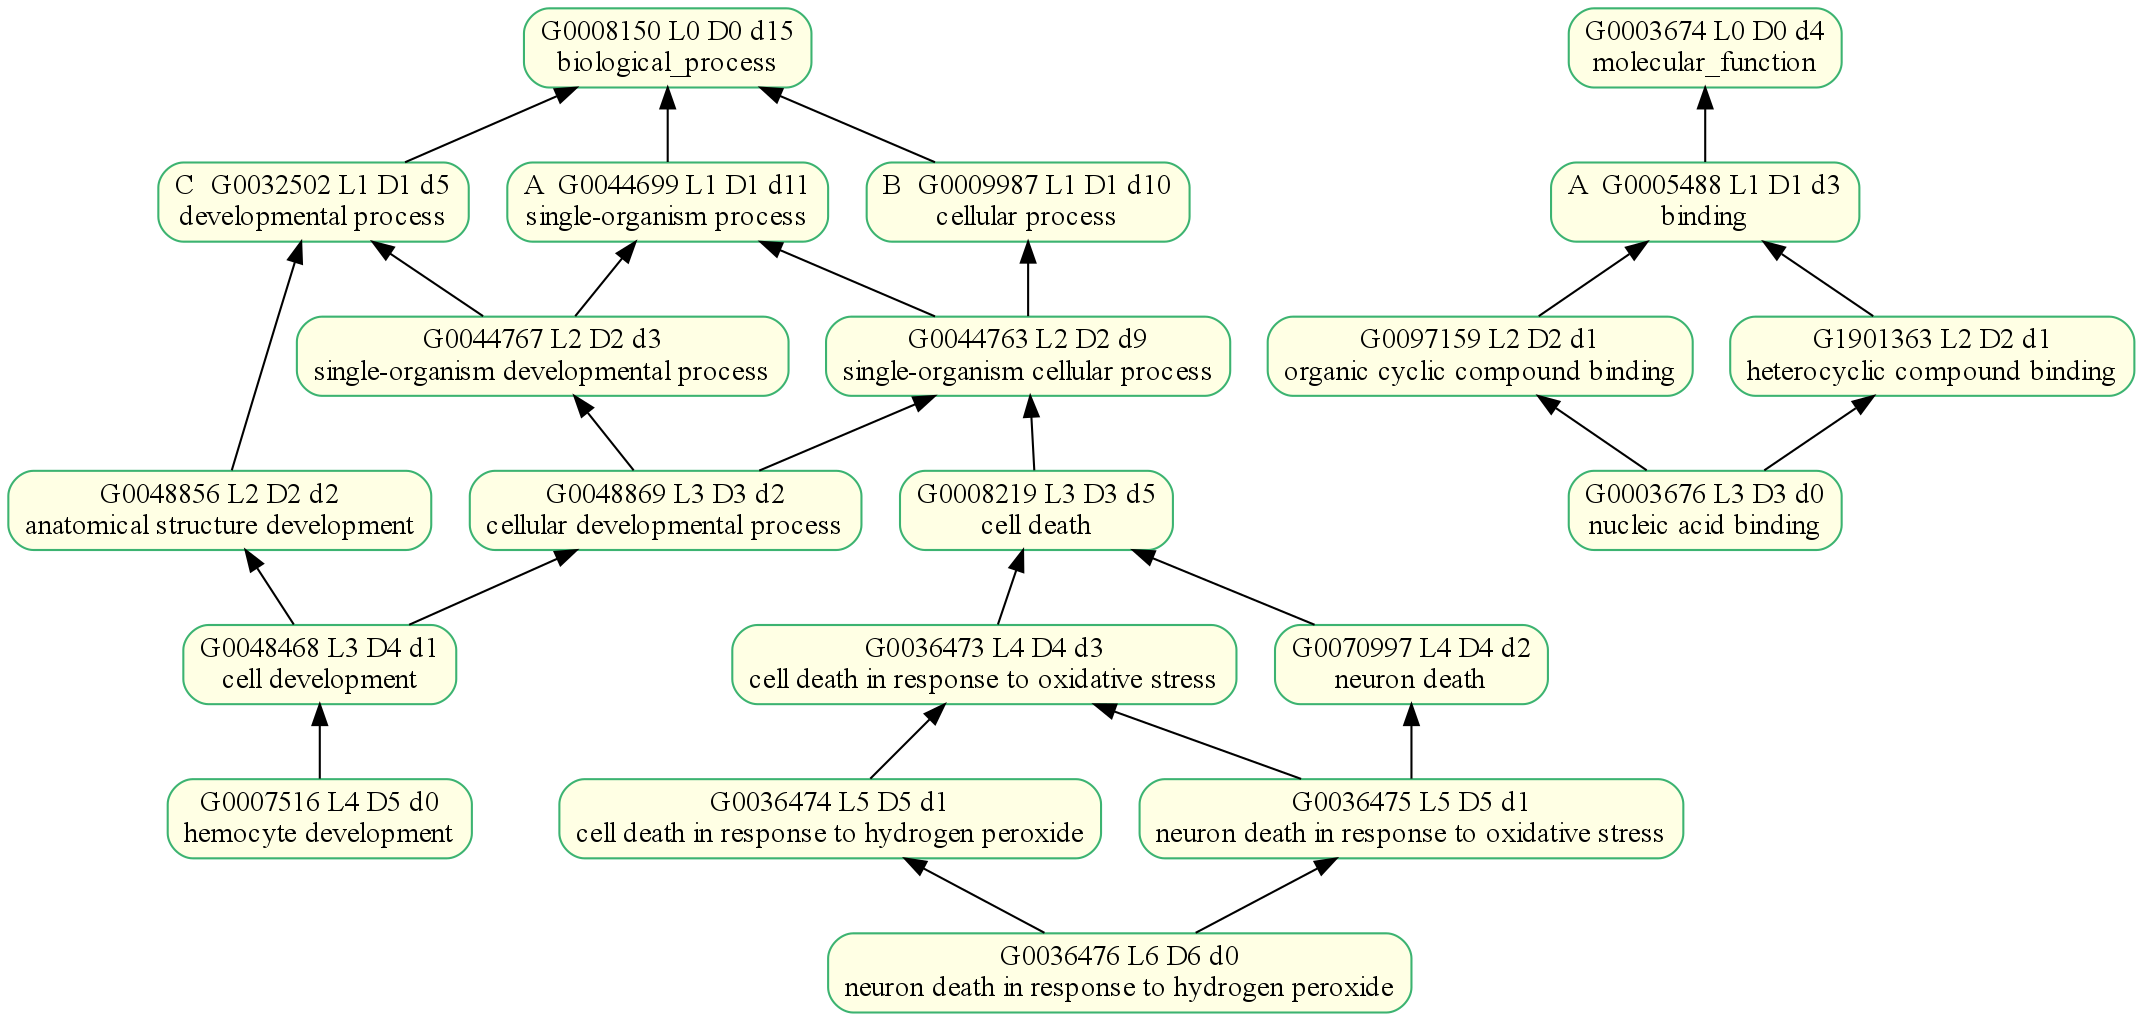 G0008150 L0 D0 d15
biological_process
G0003674 L0 D0 d4
molecular_function
C  G0032502 L1 D1 d5
developmental process
A  G0044699 L1 D1 d11
single-organism process
B  G0009987 L1 D1 d10
cellular process
A  G0005488 L1 D1 d3
binding
G0044767 L2 D2 d3
single-organism developmental process
G0044763 L2 D2 d9
single-organism cellular process
G0097159 L2 D2 d1
organic cyclic compound binding
G1901363 L2 D2 d1
heterocyclic compound binding
G0048856 L2 D2 d2
anatomical structure development
G0048869 L3 D3 d2
cellular developmental process
G0008219 L3 D3 d5
cell death
G0003676 L3 D3 d0
nucleic acid binding
G0048468 L3 D4 d1
cell development
G0036473 L4 D4 d3
cell death in response to oxidative stress
G0070997 L4 D4 d2
neuron death
G0007516 L4 D5 d0
hemocyte development
G0036474 L5 D5 d1
cell death in response to hydrogen peroxide
G0036475 L5 D5 d1
neuron death in response to oxidative stress
G0036476 L6 D6 d0
neuron death in response to hydrogen peroxide